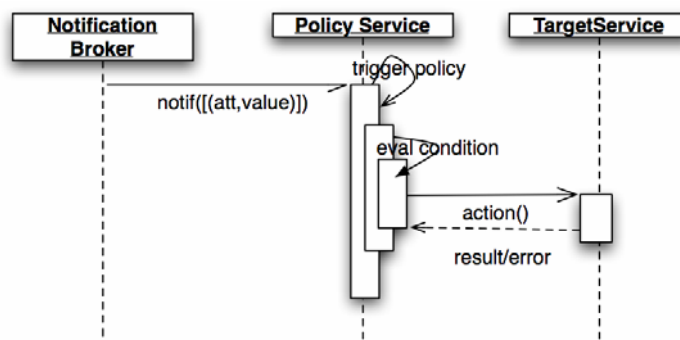 Notification
Broker
Policy Service
TargetService
trigger policy
notif([(att,value)])
eval condition
action()
result/error